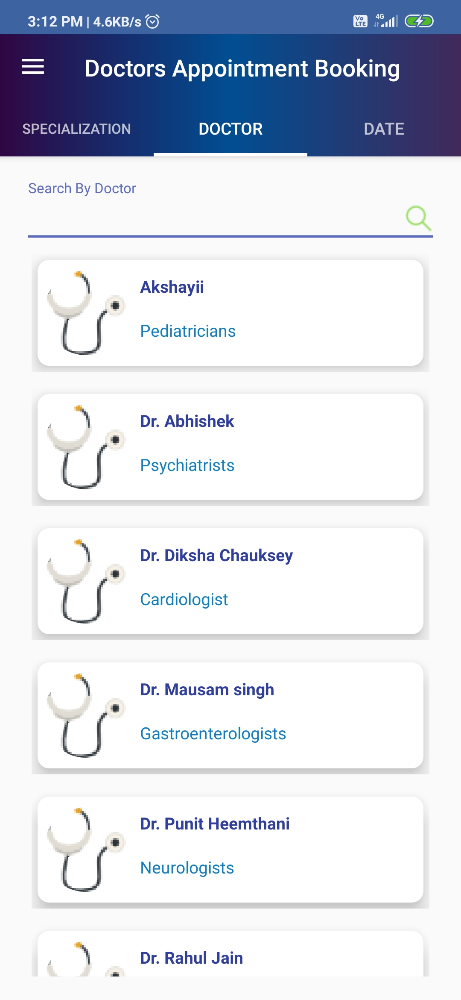 3:12 PM | 4.6KB/s
Vo
LTE
4G
Doctors Appointment Booking
SPECIALIZATION
DOCTOR
DATE
Search By Doctor
Akshayii
Pediatricians
Dr. Abhishek
Psychiatrists
Dr. Diksha Chauksey
Cardiologist
Dr. Mausam singh
Gastroenterologists
Dr. Punit Heemthani
Neurologists
Dr. Rahul Jain